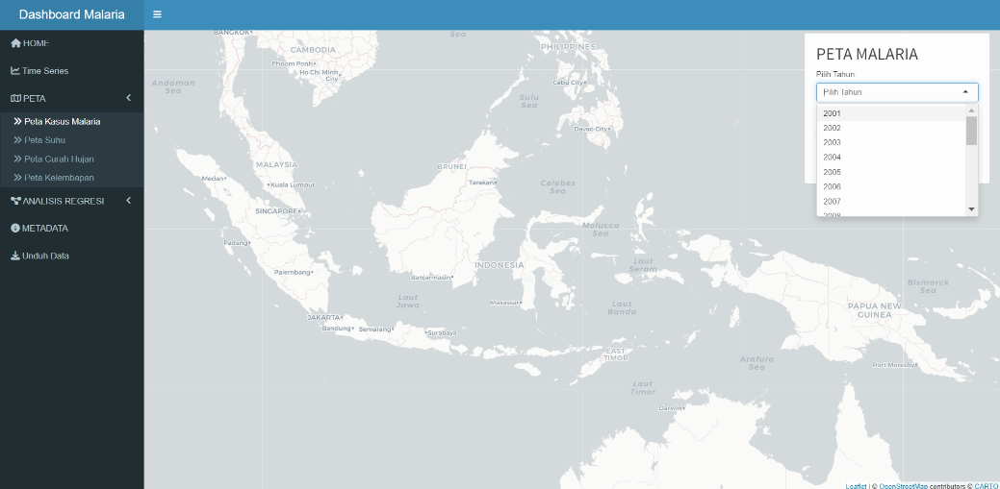 Dashboard Malaria
HOME
Time Series
PETA
Peta Kasus Malaria
Peta Suhu
Peta Curah Hujan
Peta Kelembapan
ANALISIS REGRESI
METADATA
Unduh Data
PETA MALARIA
Pilih Tahun:
Pilih Tahun
2001
2002
2003
2004
2005
2006
2007
2008
BANGKOK
CAMBODIA
Phnom Penh
Ho Chi Minh
City
Sea
PHILIPPINES
Cebu City
Andaman
Sea
Sulu
Sea
Davao City
MALAYSIA
BRUNEI
Medan
Kuala Lumpur
Tarakan
Celebes
Sea
SINGAPORE
Molucca
Sea
Padang
INDONESIA
Laut
Seram
Palembang
Banjarmasin
Bismarck
Sea
Laut
Jawa
Makassar
Laut
Banda
PAPUA NEW
GUINEA
JAKARTA
Bandung
Semarang
Surabaya
EAST
TIMOR
Arafura
Sea
Port Moresby
Laut
Timor
Darwin
Leaflet | © OpenStreetMap contributors © CARTO